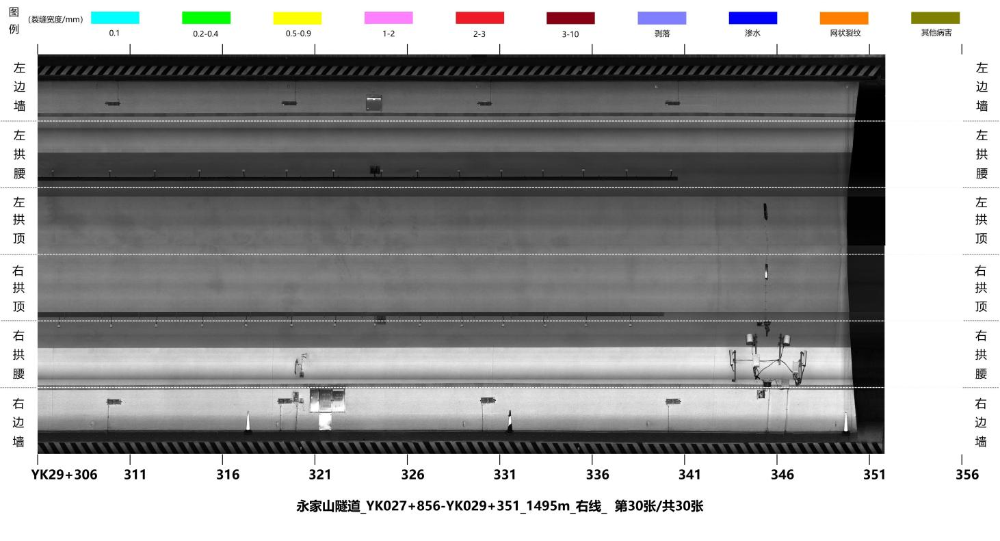 图例 (裂缝宽度/mm)
0.1 0.2-0.4 0.5-0.9 1-2 2-3 3-10 剥落 渗水 网状裂纹 其他病害
左边墙 左边墙
左拱腰 左拱腰
左拱顶 左拱顶
右拱顶 右拱顶
右拱腰 右拱腰
右边墙 右边墙
YK29+306 311 316 321 326 331 336 341 346 351 356
永家山隧道_YK027+856-YK029+351_1495m_右线_ 第30张/共30张